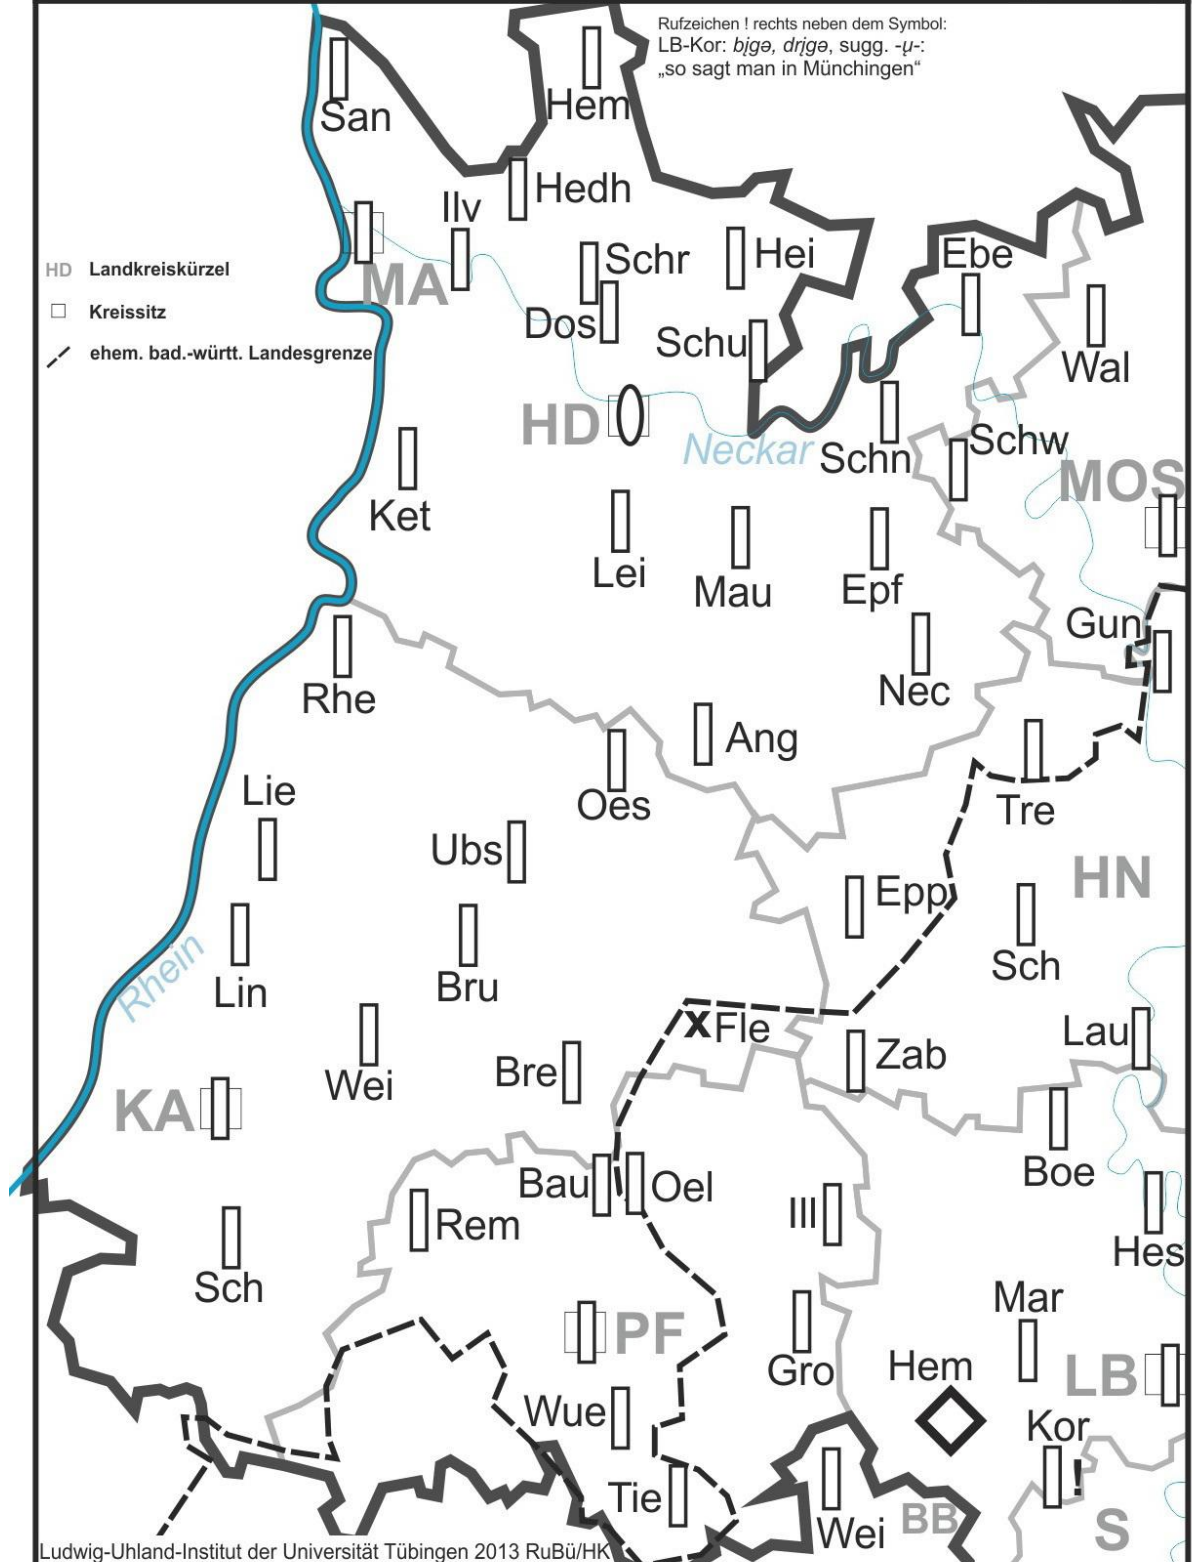 Rufzeichen ! rechts neben dem Symbol:
LB-Kor: bi̯gə, dri̯gə, sugg. -u̯-:
„so sagt man in Münchingen“
San
Hem
Hedh
Ilv
Schr
Hei
Ebe
HD Landkreiskürzel
MA
Kreissitz
Dos
Schu
ehem. bad.-württ. Landesgrenze
Wal
HD
Neckar
Schn
Schw
MOS
Ket
Lei
Mau
Epf
Gun
Rhe
Nec
Ang
Lie
Oes
Tre
Ubs
HN
Epp
Rhein
Lin
Bru
Sch
x Fle
Lau
Wei
Bre
Zab
KA
Bau
Oel
Boe
Rem
Ill
Hes
Sch
Mar
PF
Gro
Hem
LB
Wue
Kor
!
Tie
Wei
BB
S
Ludwig-Uhland-Institut der Universität Tübingen 2013 RuBü/HK